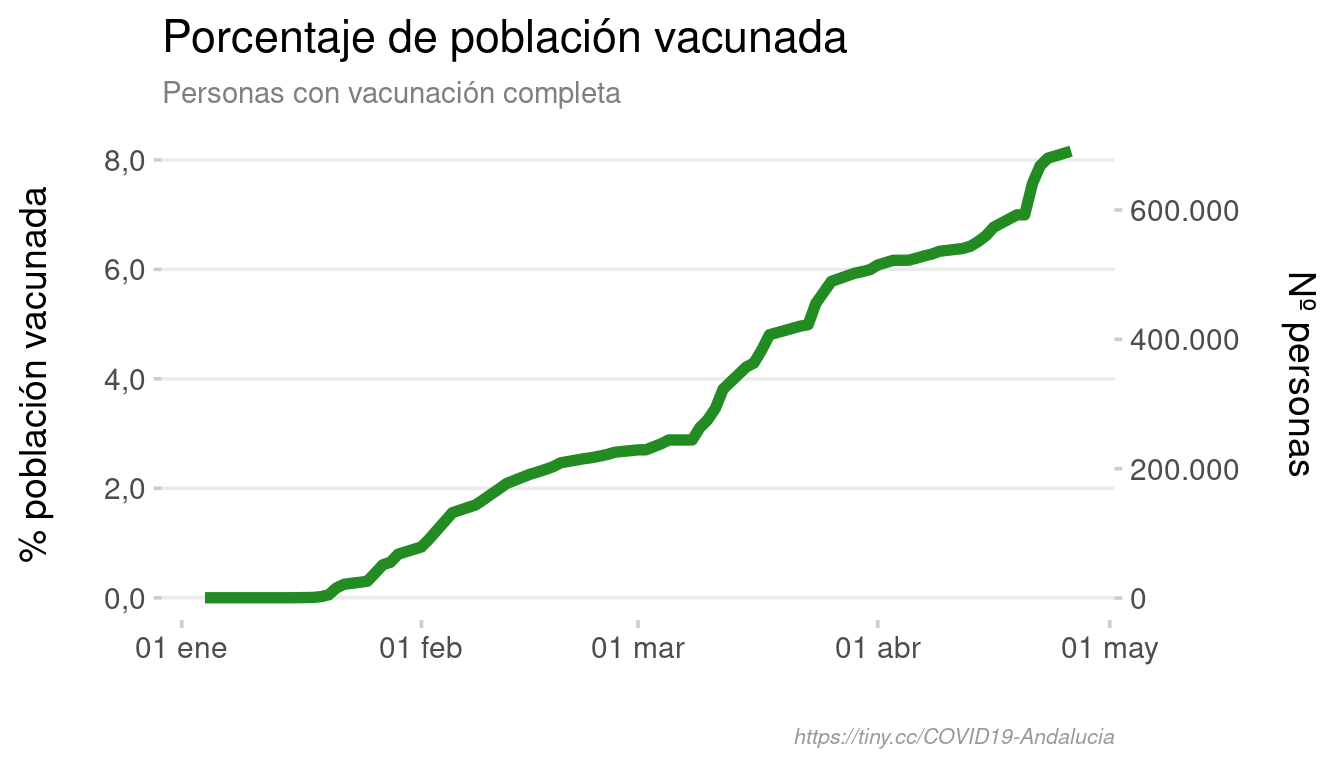 Porcentaje de población vacunada
Personas con vacunación completa
% población vacunada
8,0
6,0
4,0
2,0
0,0
600.000
400.000
200.000
0
Nº personas
01 ene
01 feb
01 mar
01 abr
01 may
https://tiny.cc/COVID19-Andalucia